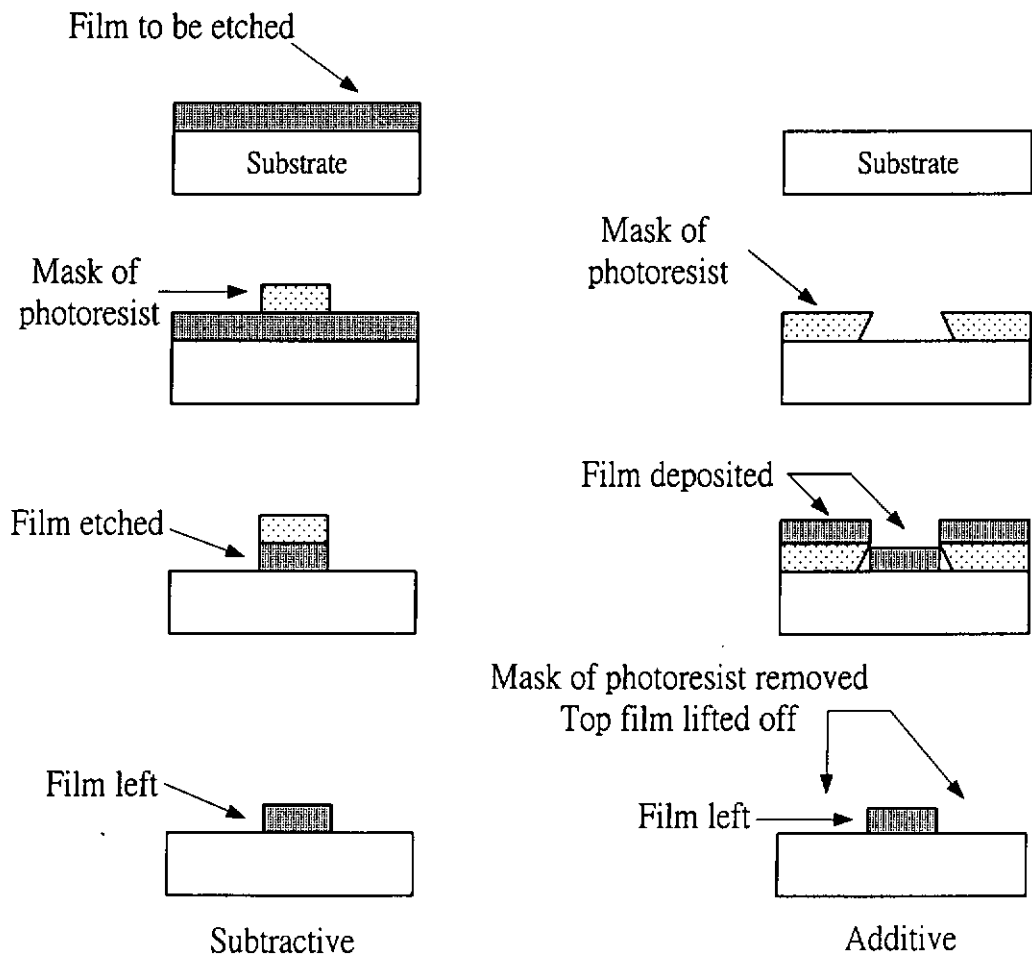 Film to be etched
Substrate
Substrate
Mask of
photoresist
Mask of
photoresist
Film deposited
Film etched
Mask of photoresist removed
Top film lifted off
Film left
Film left
Subtractive
Additive